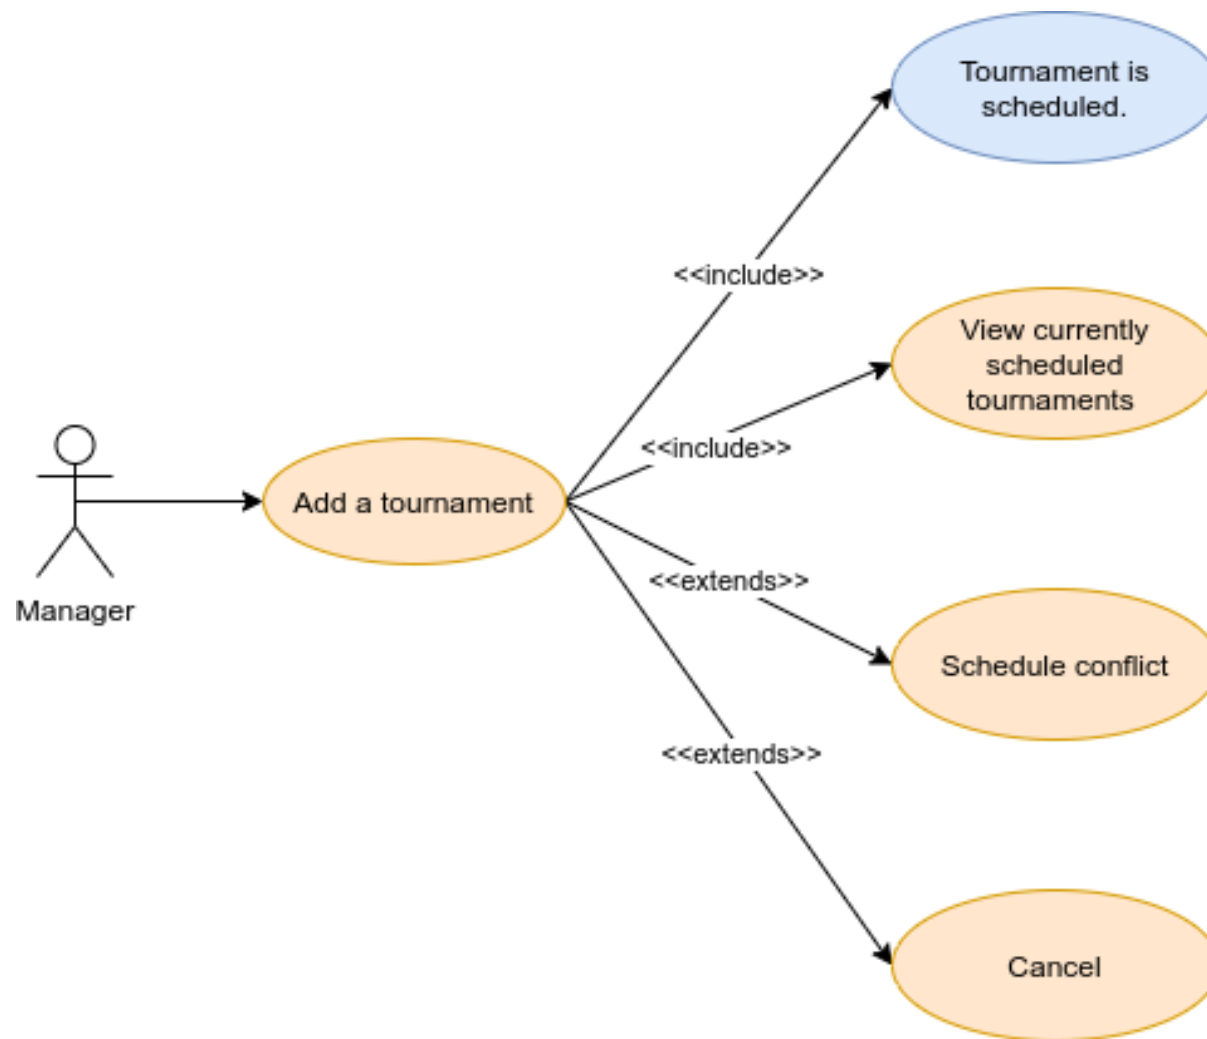 Tournament is
scheduled.
<<include>>
View currently
scheduled
tournaments
<<include>>
Add a tournament
Manager
<<extends>>
Schedule conflict
<<extends>>
Cancel